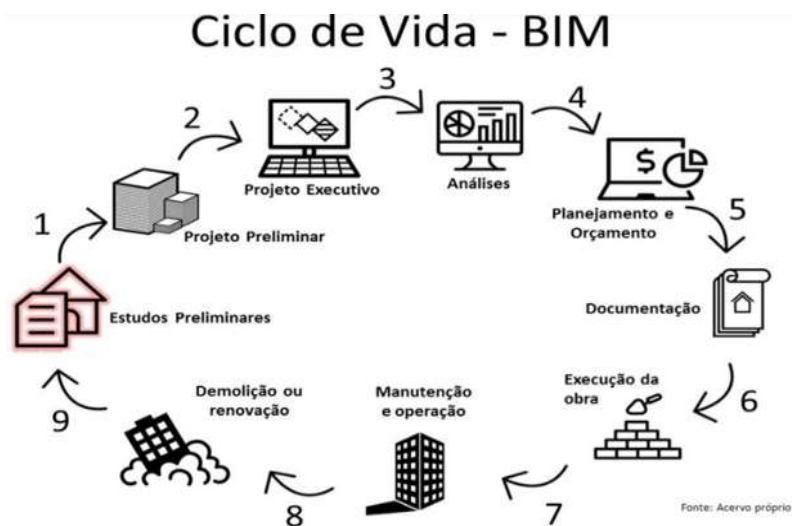 Ciclo de Vida - BIM
1
Estudos Preliminares
2
Projeto Preliminar
3
Projeto Executivo
4
Análises
5
Planejamento e
Orçamento
Documentação
6
Execução da
obra
7
Manutenção
e operação
8
Demolição ou
renovação
9
Fonte: Acervo próprio